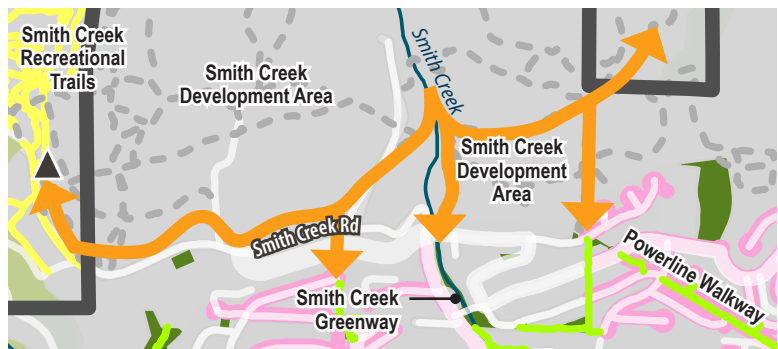 Smith Creek
Recreational
Trails
Smith Creek
Development Area
Smith Creek
Smith Creek
Development
Area
Smith Creek Rd
Powerline Walkway
Smith Creek
Greenway